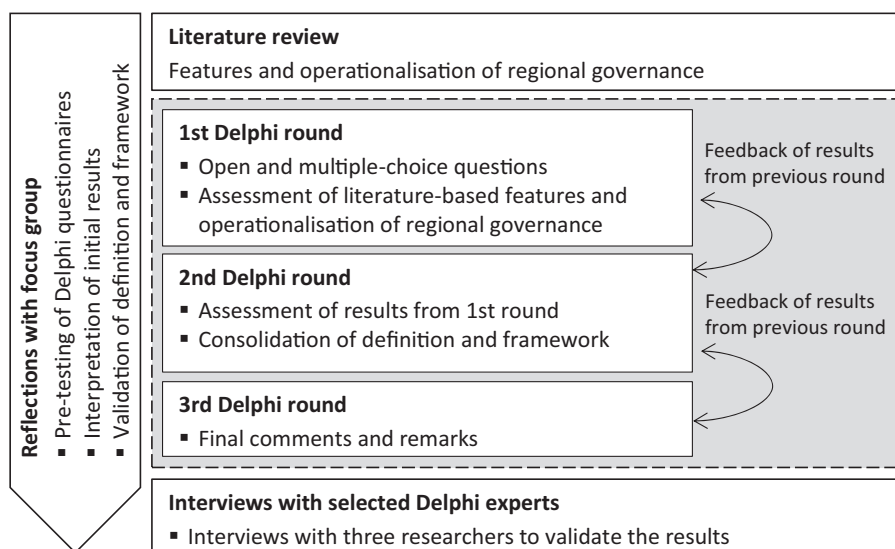 Reflections with focus group
▪ Pre-testing of Delphi questionnaires
▪ Interpretation of initial results
▪ Validation of definition and framework
Literature review
Features and operationalisation of regional governance
1st Delphi round
▪ Open and multiple-choice questions
▪ Assessment of literature-based features and
operationalisation of regional governance
Feedback of results
from previous round
2nd Delphi round
▪ Assessment of results from 1st round
▪ Consolidation of definition and framework
Feedback of results
from previous round
3rd Delphi round
▪ Final comments and remarks
Interviews with selected Delphi experts
▪ Interviews with three researchers to validate the results